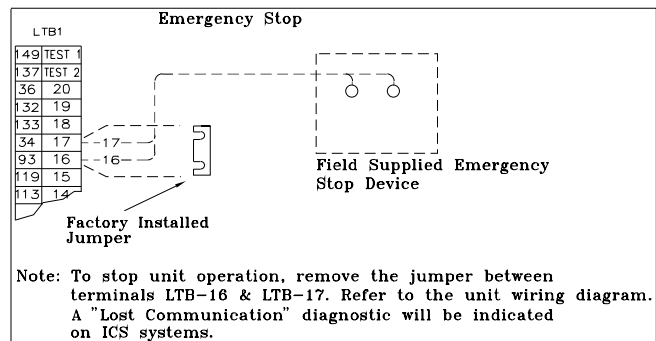 Emergency Stop
LTB1
149 TEST 1
137 TEST 2
36 20
132 19
133 18
34 17
93 16
119 15
113 14
17
16
Field Supplied Emergency
Stop Device
Factory Installed
Jumper
Note: To stop unit operation, remove the jumper between
terminals LTB-16 & LTB-17. Refer to the unit wiring diagram.
A "Lost Communication" diagnostic will be indicated
on ICS systems.